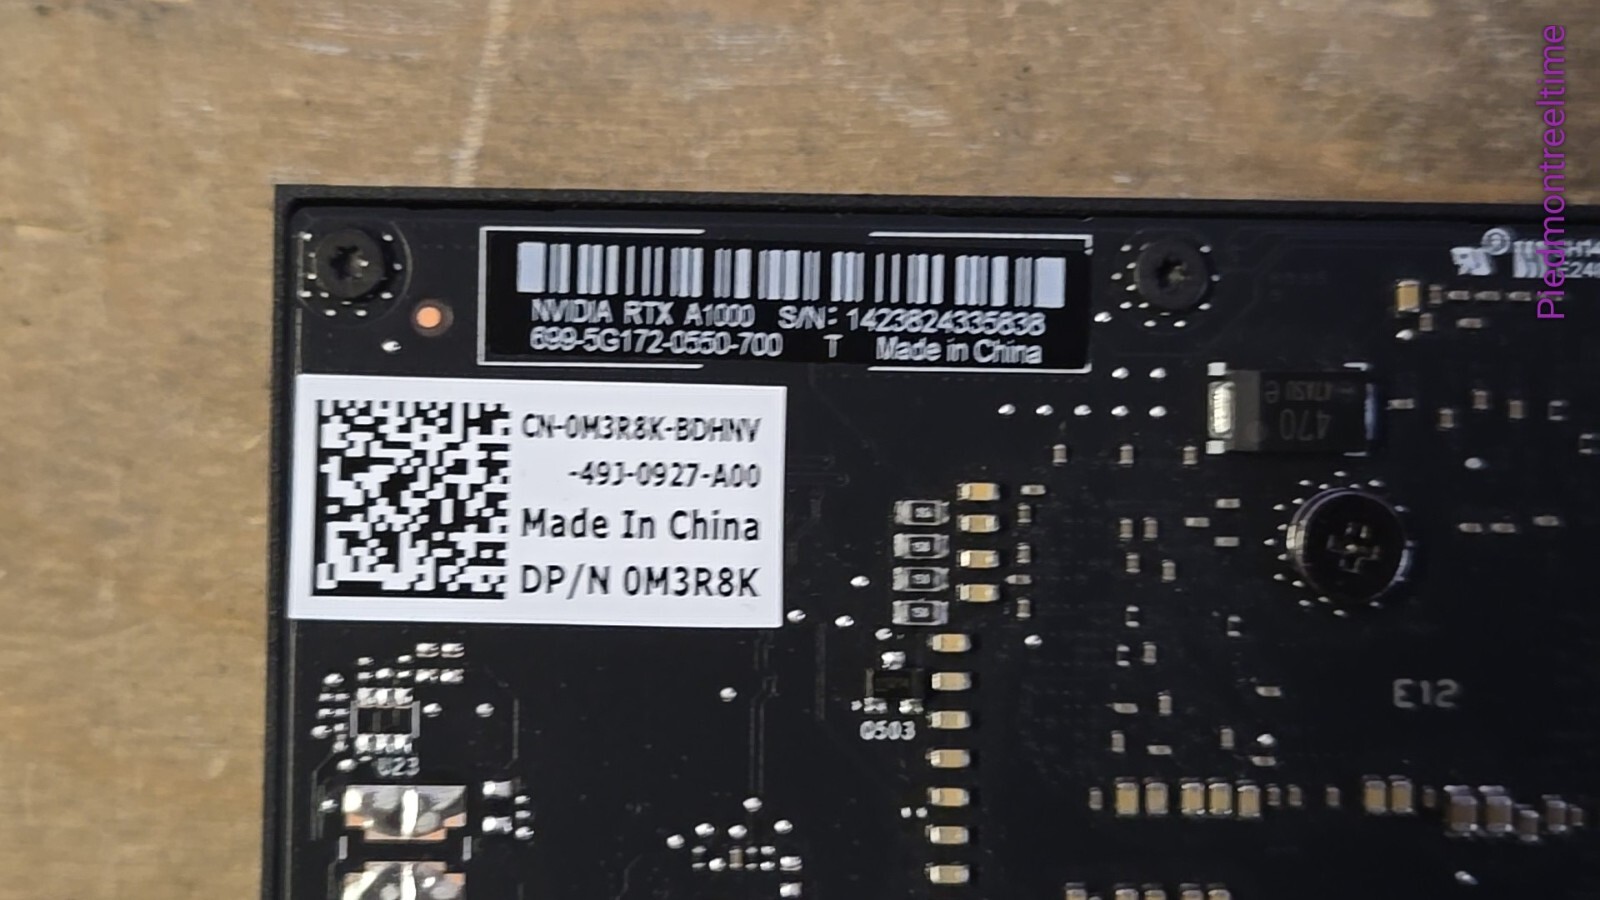 NVIDIA RTX A1000 S/N: 1423824335838
699-5G172-0550-700 T Made in China
CN-0M3R8K-BDHNV
-49J-0927-A00
Made In China
DP/N 0M3R8K
470
E12
Q503
U23
Piedmontreeltime